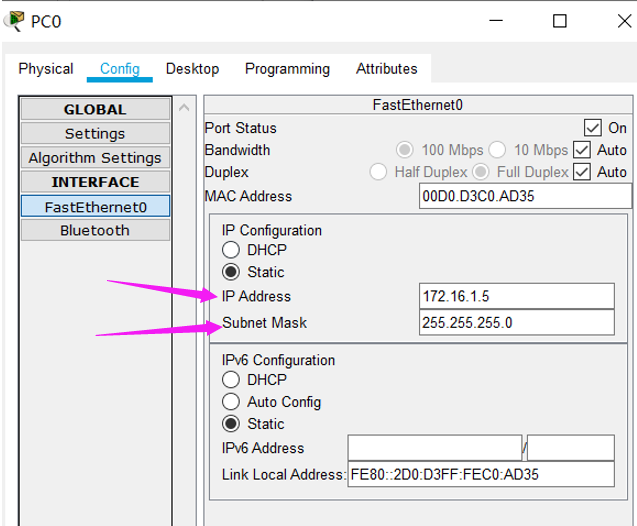 PC0
Physical Config Desktop Programming Attributes
GLOBAL
Settings
Algorithm Settings
INTERFACE
FastEthernet0
Bluetooth
FastEthernet0
Port Status On
Bandwidth 100 Mbps 10 Mbps Auto
Duplex Half Duplex Full Duplex Auto
MAC Address 00D0.D3C0.AD35
IP Configuration
DHCP
Static
IP Address 172.16.1.5
Subnet Mask 255.255.255.0
IPv6 Configuration
DHCP
Auto Config
Static
IPv6 Address /
Link Local Address: FE80::2D0:D3FF:FEC0:AD35